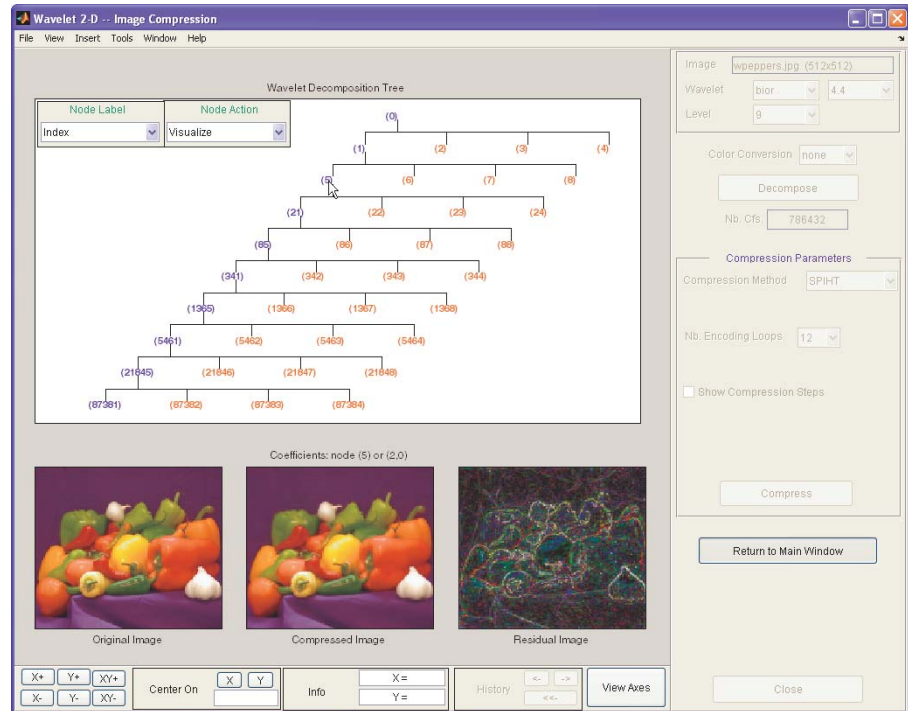 Wavelet 2-D -- Image Compression
File View Insert Tools Window Help
Wavelet Decomposition Tree
Node Label
Node Action
Index
Visualize
(0)
(1) (2) (3) (4)
(5) (6) (7) (8)
(21) (22) (23) (24)
(85) (86) (87) (88)
(341) (342) (343) (344)
(1365) (1366) (1367) (1368)
(5461) (5462) (5463) (5464)
(21845) (21846) (21847) (21848)
(87381) (87382) (87383) (87384)
Coefficients: node (5) or (2,0)
Original Image
Compressed Image
Residual Image
X+ Y+ XY+
X- Y- XY-
Center On
X Y
Info
X =
Y =
History
<- ->
<<-
View Axes
Image wpeppers.jpg (512x512)
Wavelet bior 4.4
Level 9
Color Conversion none
Decompose
Nb. Cfs. 786432
Compression Parameters
Compression Method SPIHT
Nb. Encoding Loops 12
Show Compression Steps
Compress
Return to Main Window
Close